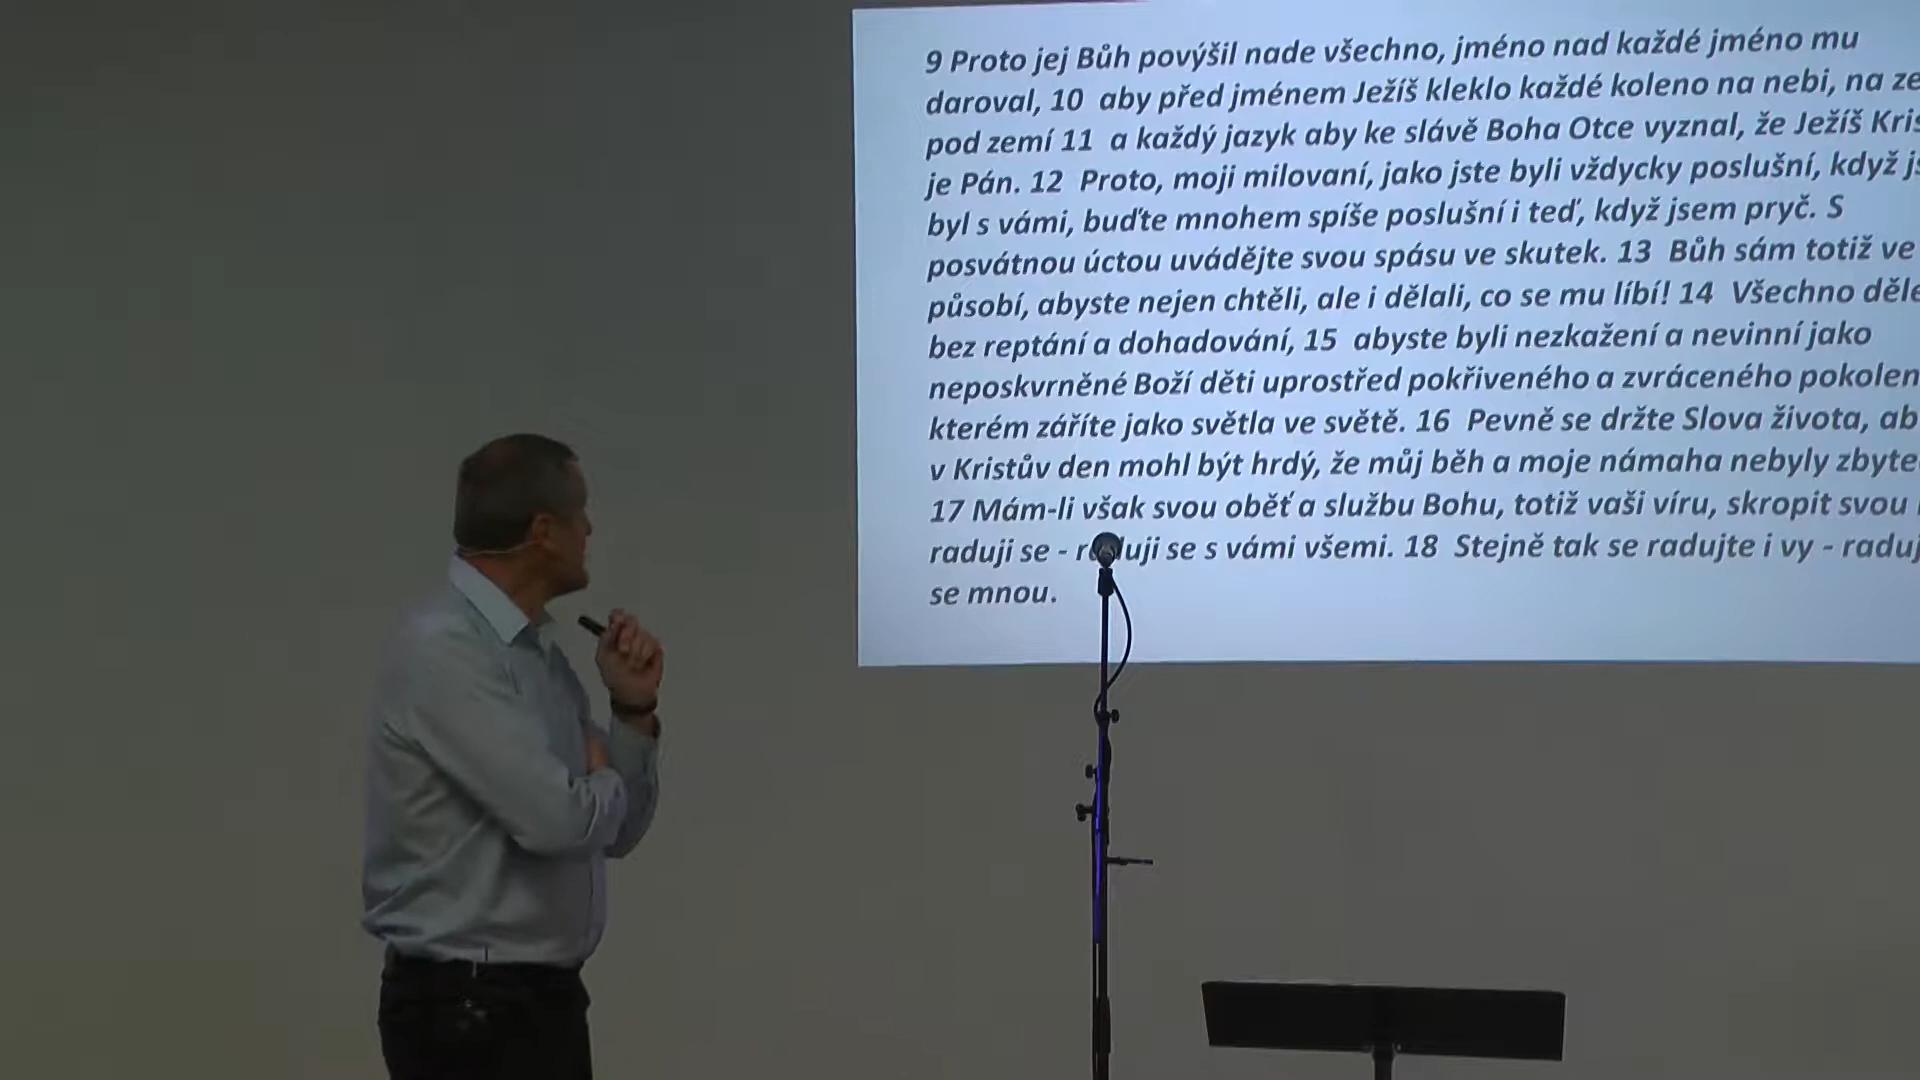 9 Proto jej Bůh povýšil nade všechno, jméno nad každé jméno mu
daroval, 10 aby před jménem Ježíš kleklo každé koleno na nebi, na
pod zemí 11 a každý jazyk aby ke slávě Boha Otce vyznal, že Ježíš
je Pán. 12 Proto, moji milovaní, jako jste byli vždycky poslušní, když
byl s vámi, buďte mnohem spíše poslušní i teď, když jsem pryč. S
posvátnou úctou uvádějte svou spásu ve skutek. 13 Bůh sám totiž ve
působí, abyste nejen chtěli, ale i dělali, co se mu líbí! 14 Všechno
bez reptání a dohadování, 15 abyste byli nezkažení a nevinní jako
neposkvrněné Boží děti uprostřed pokřiveného a zvráceného
kterém záříte jako světla ve světě. 16 Pevně se držte Slova života,
v Kristův den mohl být hrdý, že můj běh a moje námaha nebyly
17 Mám-li však svou oběť a službu Bohu, totiž vaši víru, skropit svou
raduji se - raduji se s vámi všemi. 18 Stejně tak se radujte i vy -
se mnou.